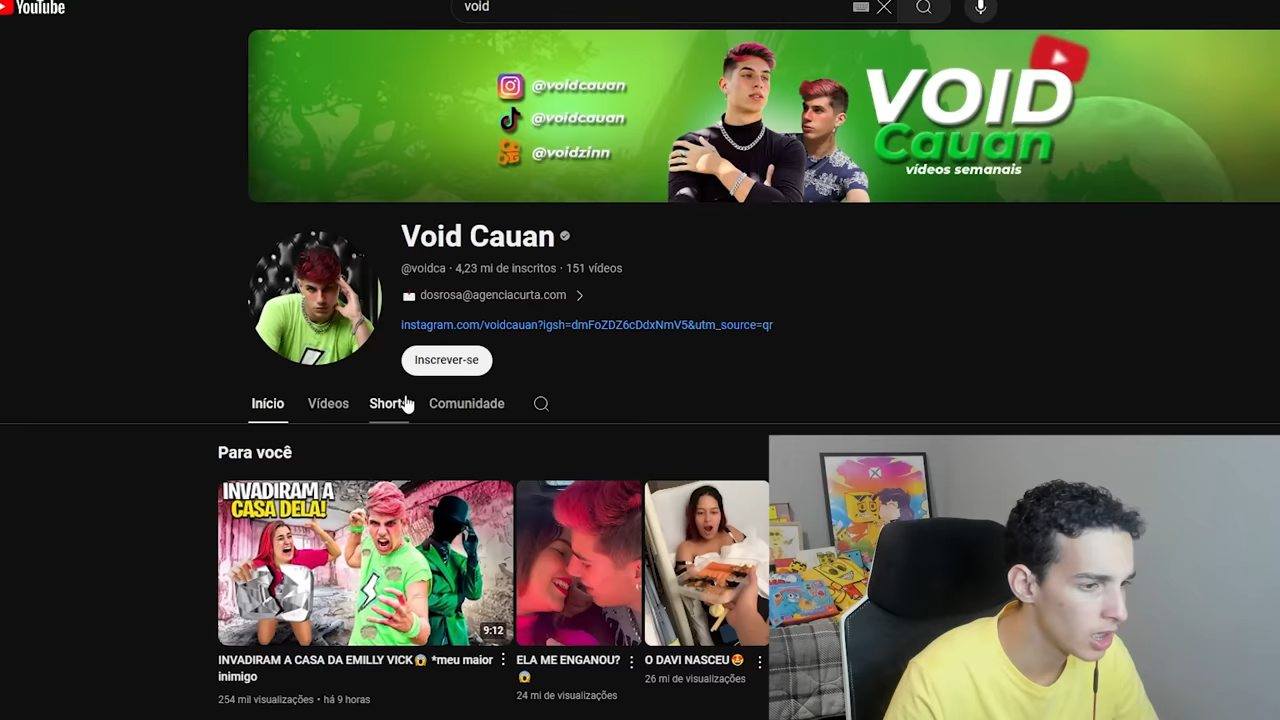 YouTube
void
@voidcauan
@voidcauan
@voidzinn
VOID
Cauan
vídeos semanais
Void Cauan
@voidca · 4,23 mi de inscritos · 151 vídeos
dosrosa@agenciacurta.com
instagram.com/voidcauan?igsh=dmFoZDZ6cDdxNmV5&utm_source=qr
Inscrever-se
Início Vídeos Shorts Comunidade
Para você
INVADIRAM A
CASA DELA!
9:12
INVADIRAM A CASA DA EMILLY VICK😱 *meu maior
inimigo
254 mil visualizações · há 9 horas
ELA ME ENGANOU?
😱
24 mi de visualizações
O DAVI NASCEU🤩
26 mi de visualizações